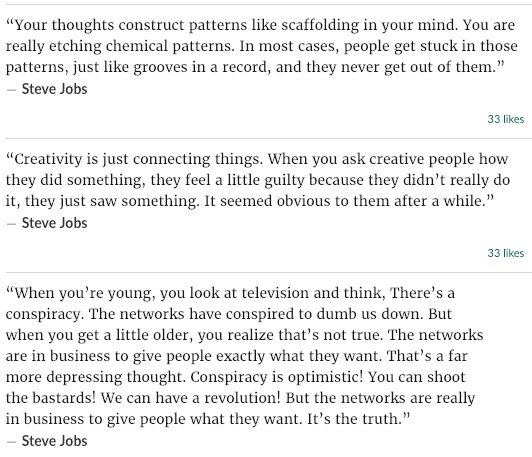 “Your thoughts construct patterns like scaffolding in your mind. You are
really etching chemical patterns. In most cases, people get stuck in those
patterns, just like grooves in a record, and they never get out of them.”
— Steve Jobs
33 likes
“Creativity is just connecting things. When you ask creative people how
they did something, they feel a little guilty because they didn’t really do
it, they just saw something. It seemed obvious to them after a while.”
— Steve Jobs
33 likes
“When you’re young, you look at television and think, There’s a
conspiracy. The networks have conspired to dumb us down. But
when you get a little older, you realize that’s not true. The networks
are in business to give people exactly what they want. That’s a far
more depressing thought. Conspiracy is optimistic! You can shoot
the bastards! We can have a revolution! But the networks are really
in business to give people what they want. It’s the truth.”
— Steve Jobs